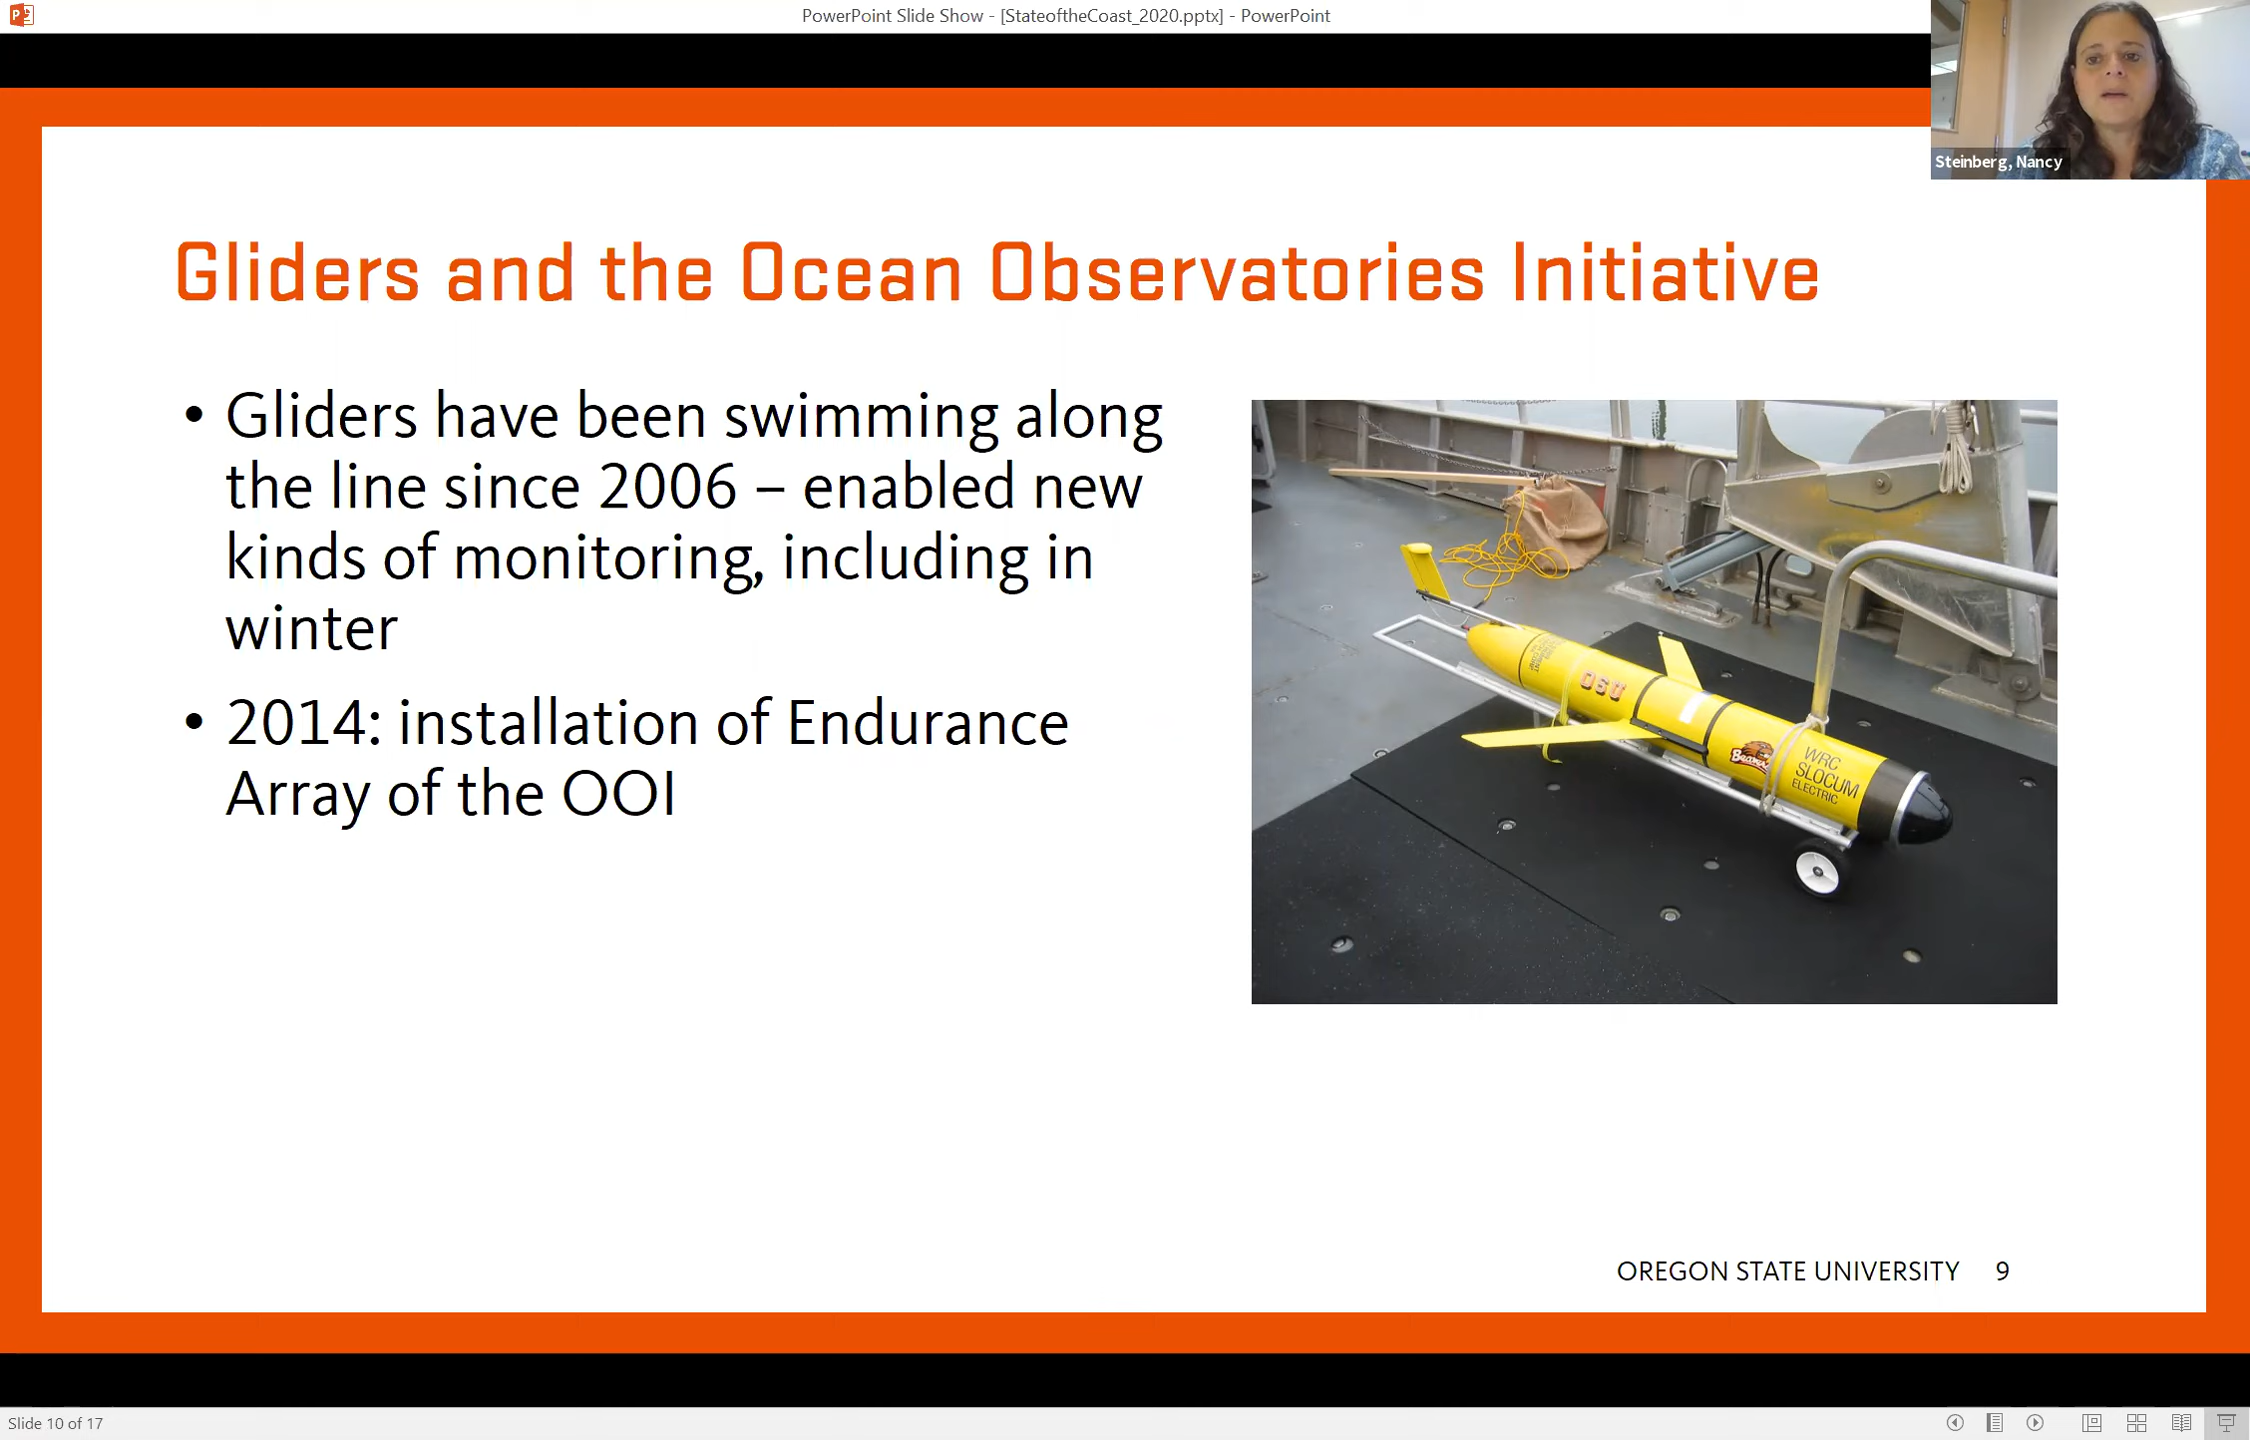 PowerPoint Slide Show - [StateoftheCoast_2020.pptx] - PowerPoint
Steinberg, Nancy
Gliders and the Ocean Observatories Initiative
• Gliders have been swimming along
the line since 2006 – enabled new
kinds of monitoring, including in
winter
• 2014: installation of Endurance
Array of the OOI
OSU
Beavers
WRC
SLOCUM
ELECTRIC
OREGON STATE UNIVERSITY 9
Slide 10 of 17